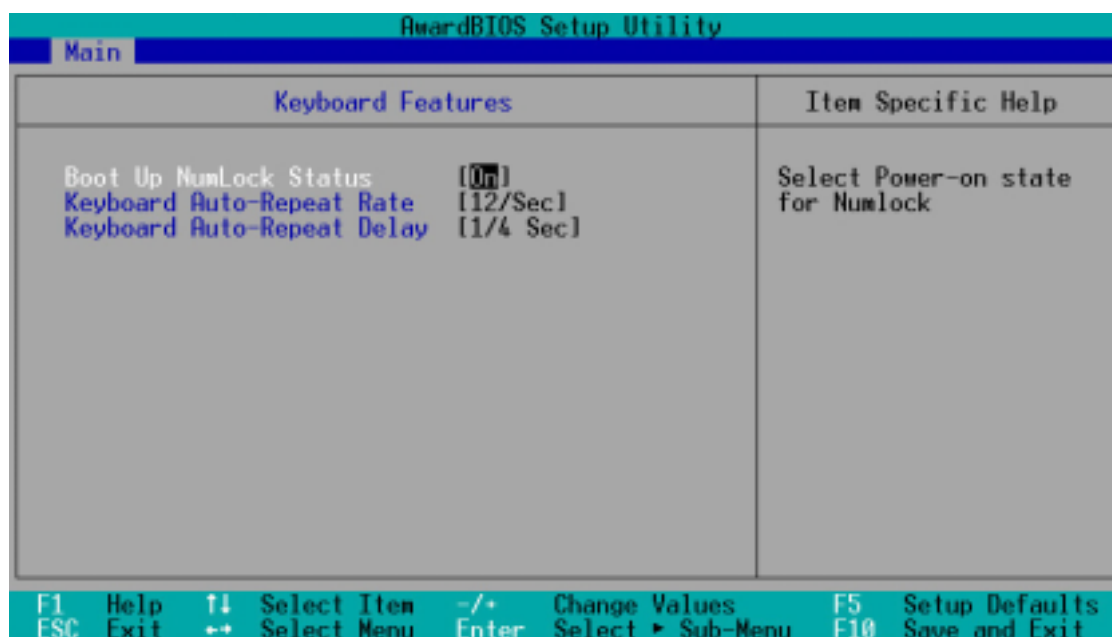 AwardBIOS Setup Utility
Main
Keyboard Features
Item Specific Help
Boot Up NumLock Status [On]
Keyboard Auto-Repeat Rate [12/Sec]
Keyboard Auto-Repeat Delay [1/4 Sec]
Select Power-on state
for Numlock
F1 Help ↑↓ Select Item -/+ Change Values F5 Setup Defaults
ESC Exit ←→ Select Menu Enter Select ► Sub-Menu F10 Save and Exit